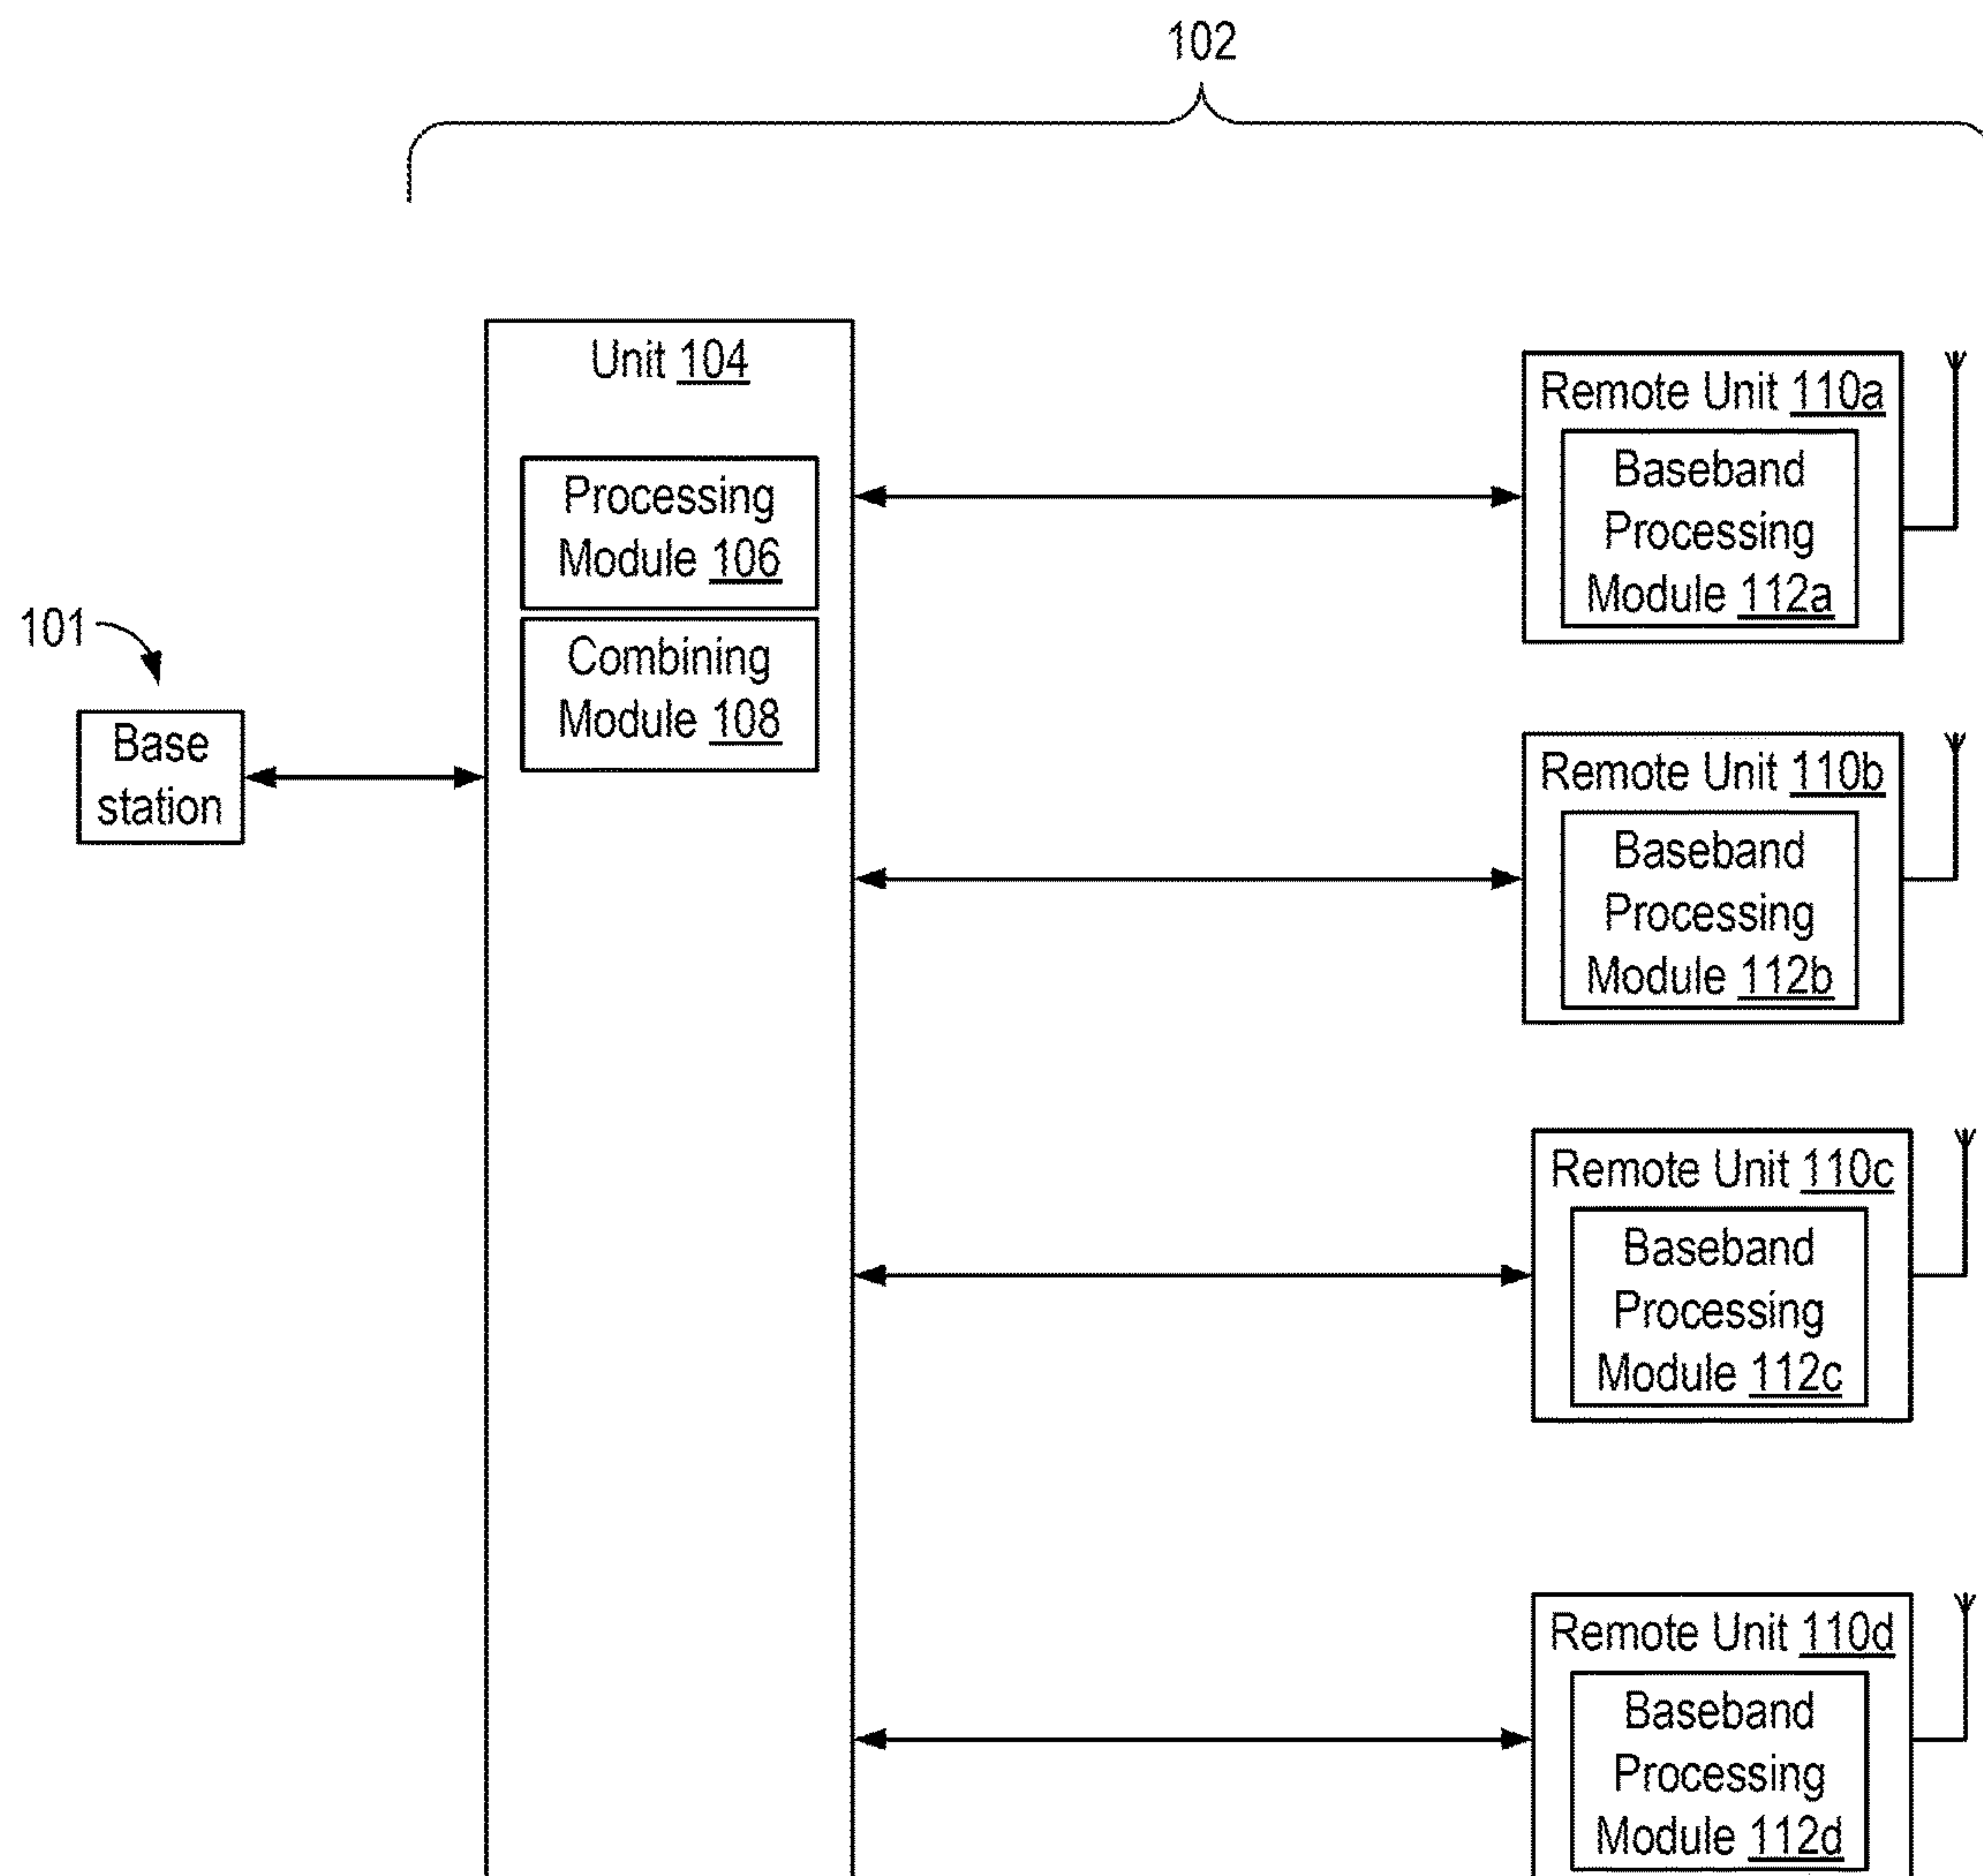 102
Unit 104
Processing
Module 106
Combining
Module 108
101
Base
station
Remote Unit 110a
Baseband
Processing
Module 112a
Remote Unit 110b
Baseband
Processing
Module 112b
Remote Unit 110c
Baseband
Processing
Module 112c
Remote Unit 110d
Baseband
Processing
Module 112d